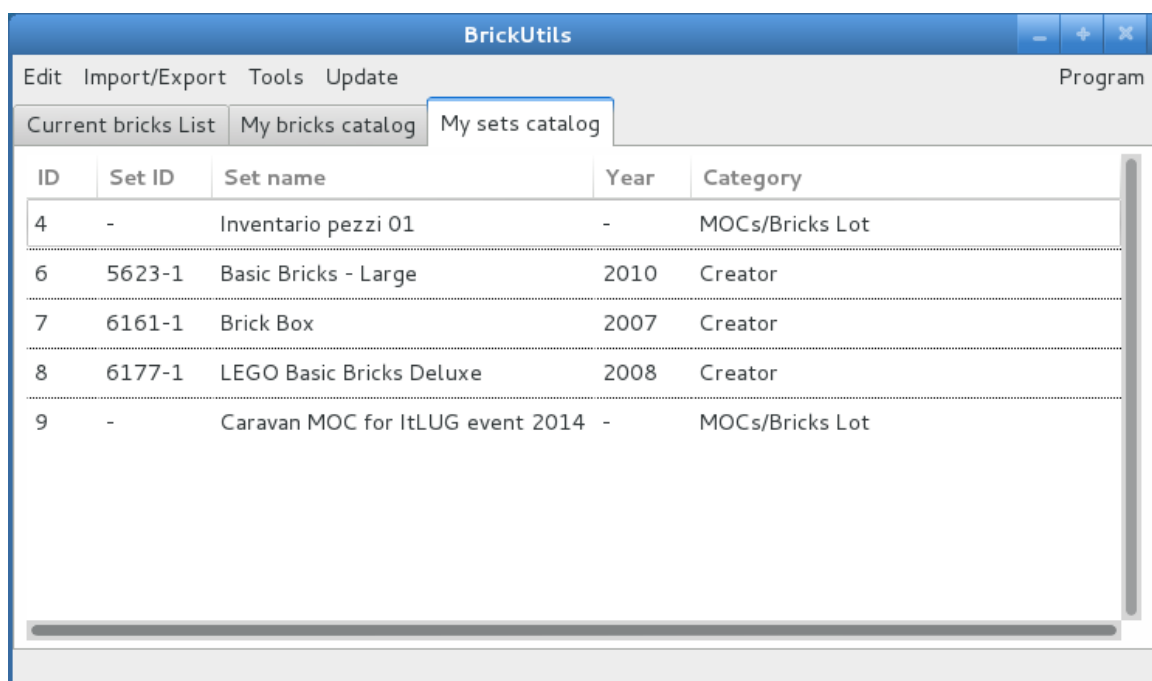 BrickUtils
Edit Import/Export Tools Update Program
Current bricks List My bricks catalog My sets catalog
ID Set ID Set name Year Category
4 - Inventario pezzi 01 - MOCs/Bricks Lot
6 5623-1 Basic Bricks - Large 2010 Creator
7 6161-1 Brick Box 2007 Creator
8 6177-1 LEGO Basic Bricks Deluxe 2008 Creator
9 - Caravan MOC for ItLUG event 2014 - MOCs/Bricks Lot